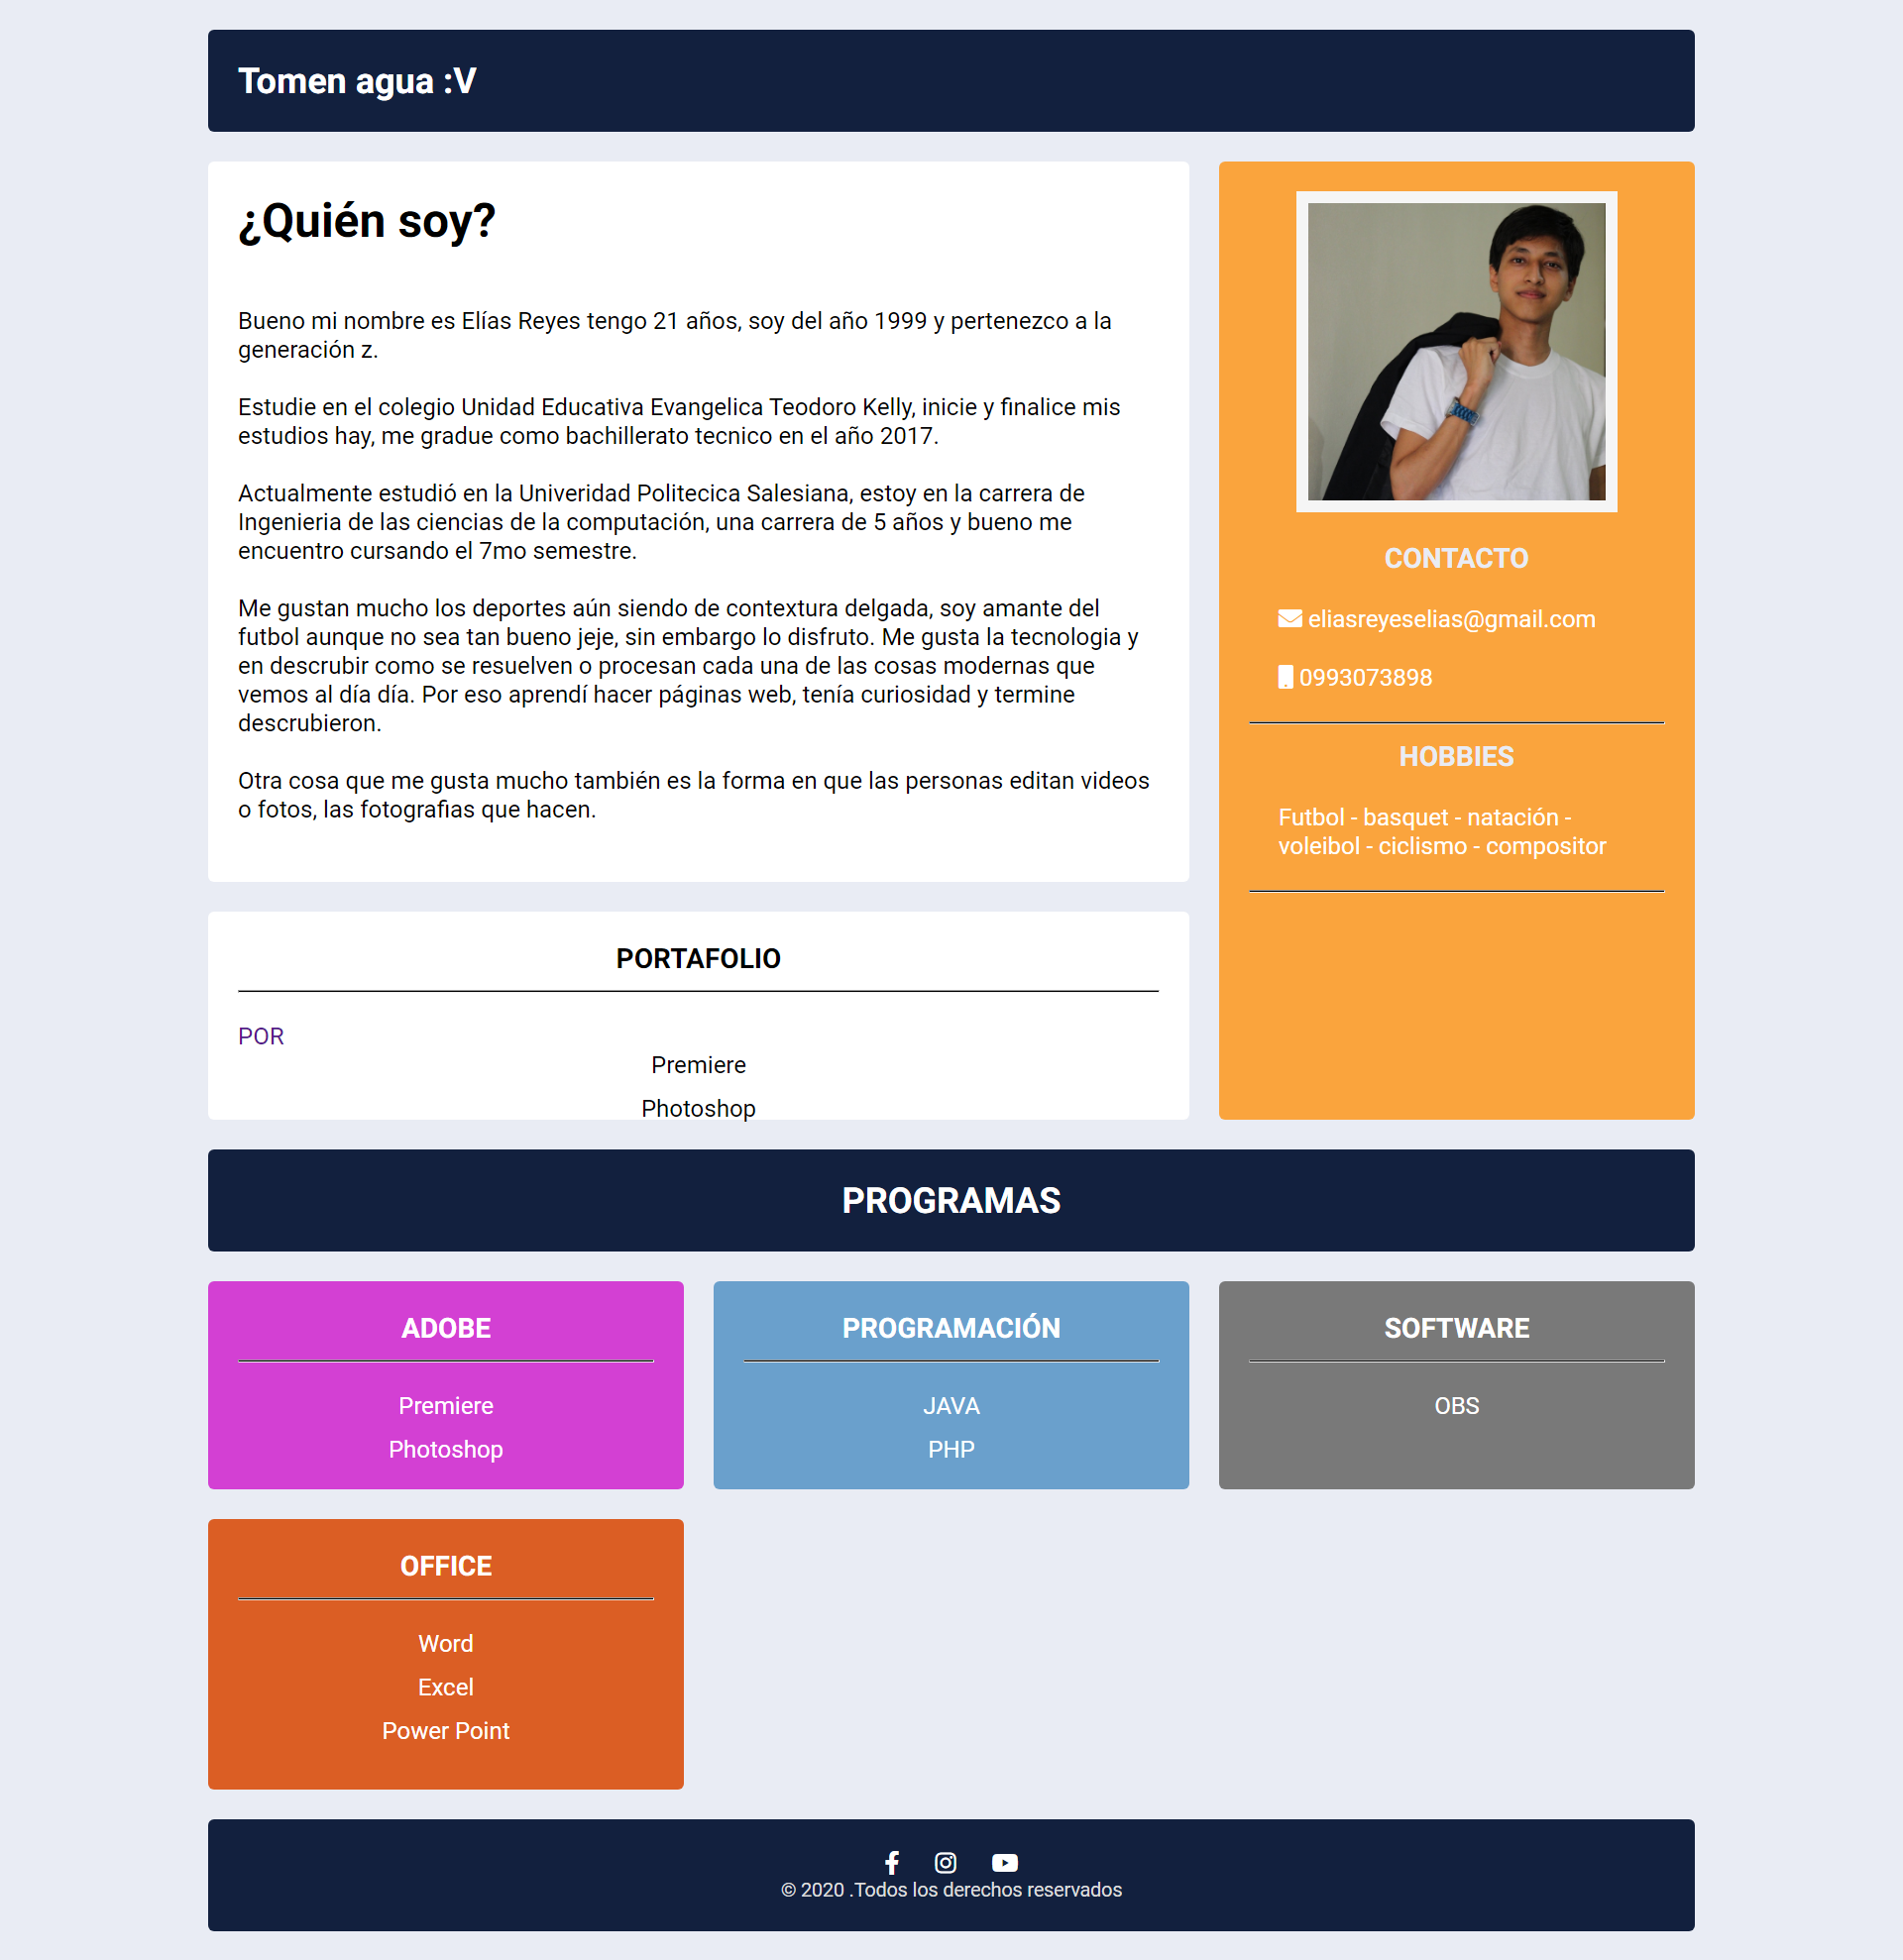 Tomen agua :V
¿Quién soy?
Bueno mi nombre es Elías Reyes tengo 21 años, soy del año 1999 y pertenezco a la
generación z.
Estudie en el colegio Unidad Educativa Evangelica Teodoro Kelly, inicie y finalice mis
estudios hay, me gradue como bachillerato tecnico en el año 2017.
Actualmente estudió en la Univeridad Politecica Salesiana, estoy en la carrera de
Ingenieria de las ciencias de la computación, una carrera de 5 años y bueno me
encuentro cursando el 7mo semestre.
Me gustan mucho los deportes aún siendo de contextura delgada, soy amante del
futbol aunque no sea tan bueno jeje, sin embargo lo disfruto. Me gusta la tecnologia y
en descrubir como se resuelven o procesan cada una de las cosas modernas que
vemos al día día. Por eso aprendí hacer páginas web, tenía curiosidad y termine
descrubieron.
Otra cosa que me gusta mucho también es la forma en que las personas editan videos
o fotos, las fotografias que hacen.
CONTACTO
eliasreyeselias@gmail.com
0993073898
HOBBIES
Futbol - basquet - natación -
voleibol - ciclismo - compositor
PORTAFOLIO
POR
Premiere
Photoshop
PROGRAMAS
ADOBE
Premiere
Photoshop
PROGRAMACIÓN
JAVA
PHP
SOFTWARE
OBS
OFFICE
Word
Excel
Power Point
© 2020 .Todos los derechos reservados